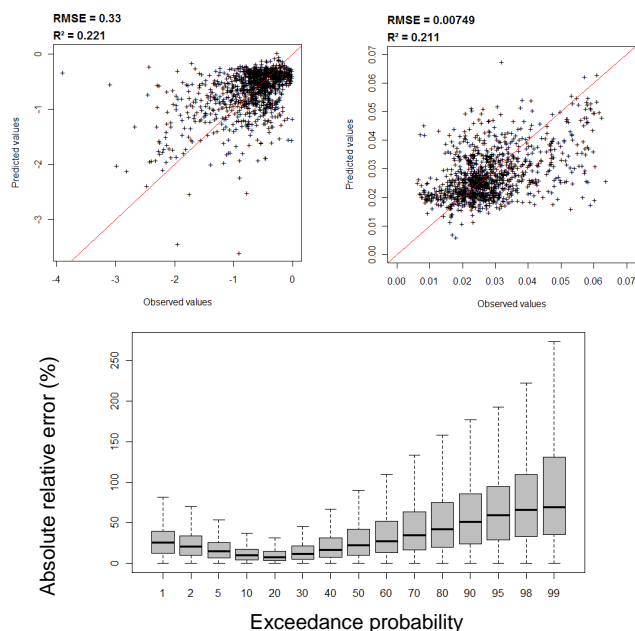 RMSE = 0.33
R² = 0.221
Predicted values
0
-1
-2
-3
-4 -3 -2 -1 0
Observed values
RMSE = 0.00749
R² = 0.211
Predicted values
0.07
0.06
0.05
0.04
0.03
0.02
0.01
0.00
0.00 0.01 0.02 0.03 0.04 0.05 0.06 0.07
Observed values
Absolute relative error (%)
250
200
150
100
50
0
1 2 5 10 20 30 40 50 60 70 80 90 95 98 99
Exceedance probability